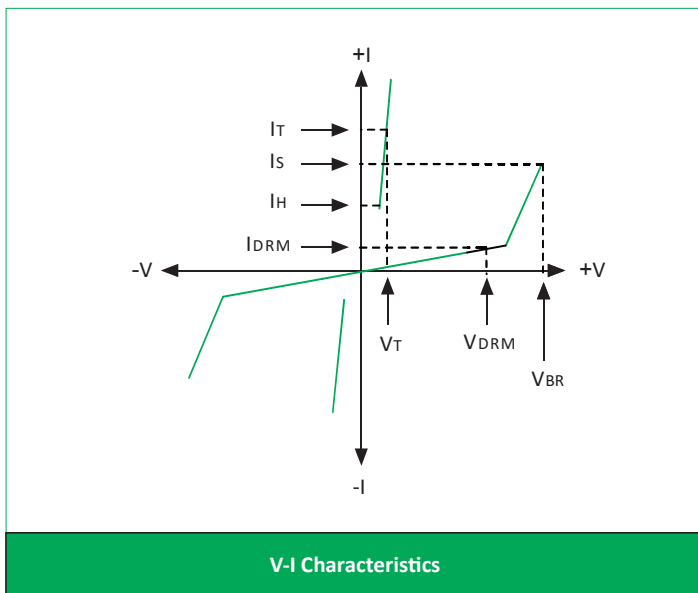 +I
IT
IS
IH
IDRM
-V
+V
VT
VDRM
VBR
-I
V-I Characteristics